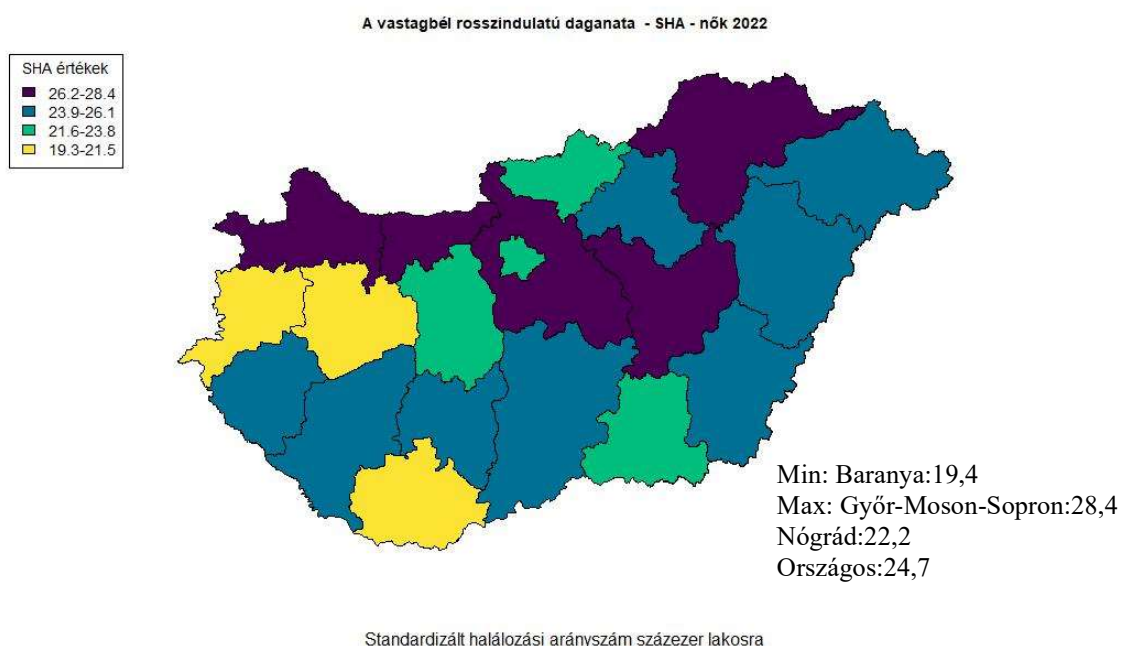 A vastagbél rosszindulatú daganata - SHA - nők 2022
SHA értékek
26.2-28.4
23.9-26.1
21.6-23.8
19.3-21.5
Min: Baranya:19,4
Max: Győr-Moson-Sopron:28,4
Nógrád:22,2
Országos:24,7
Standardizált halálozási arányszám százezer lakosra